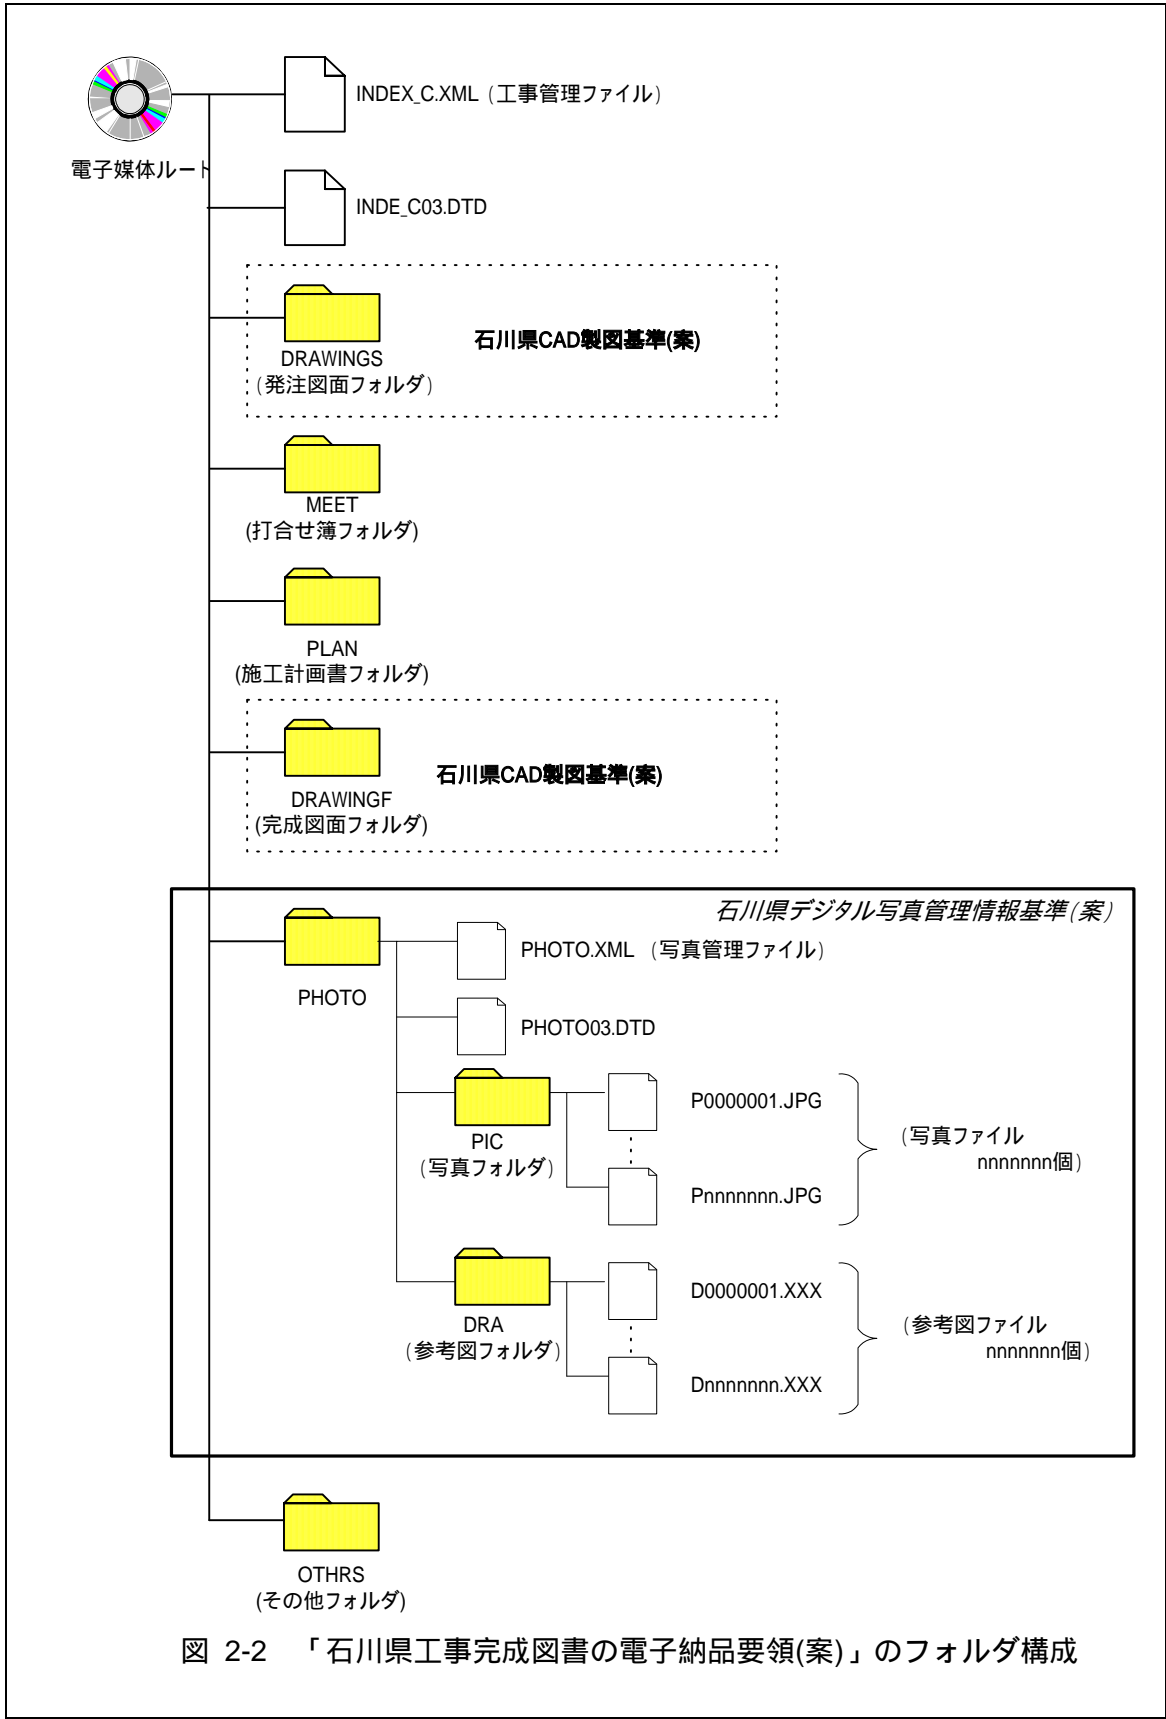 INDEX_C.XML (工事管理ファイル)
電子媒体ルート
INDE_C03.DTD
石川県CAD製図基準(案)
DRAWINGS
(発注図面フォルダ)
MEET
(打合せ簿フォルダ)
PLAN
(施工計画書フォルダ)
石川県CAD製図基準(案)
DRAWINGF
(完成図面フォルダ)
石川県デジタル写真管理情報基準(案)
PHOTO.XML (写真管理ファイル)
PHOTO
PHOTO03.DTD
P0000001.JPG
PIC
(写真フォルダ)
(写真ファイル
nnnnnnn個)
Pnnnnnnn.JPG
D0000001.XXX
DRA
(参考図フォルダ)
(参考図ファイル
nnnnnnn個)
Dnnnnnnn.XXX
OTHRS
(その他フォルダ)
図 2-2 「石川県工事完成図書の電子納品要領(案)」のフォルダ構成